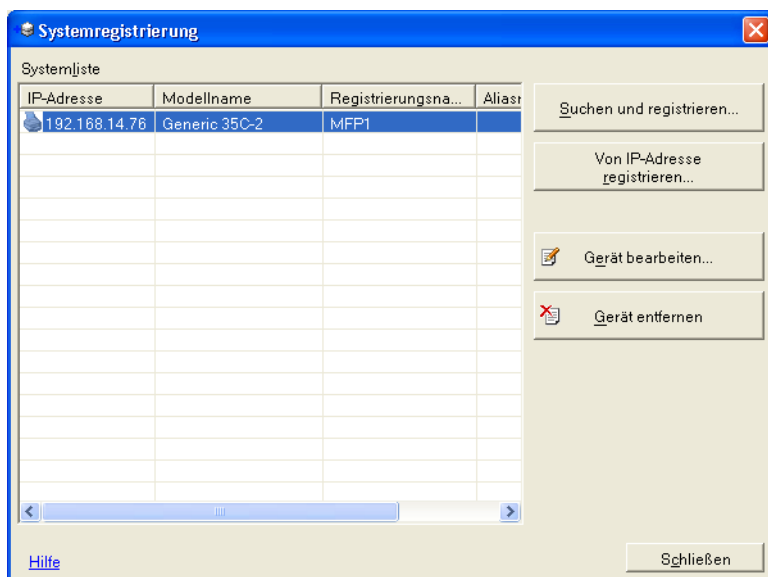 Systemregistrierung
Systemliste
IP-Adresse Modellname Registrierungsna... Aliasr
192.168.14.76 Generic 35C-2 MFP1
Suchen und registrieren...
Von IP-Adresse
registrieren...
Gerät bearbeiten...
Gerät entfernen
Hilfe
Schließen